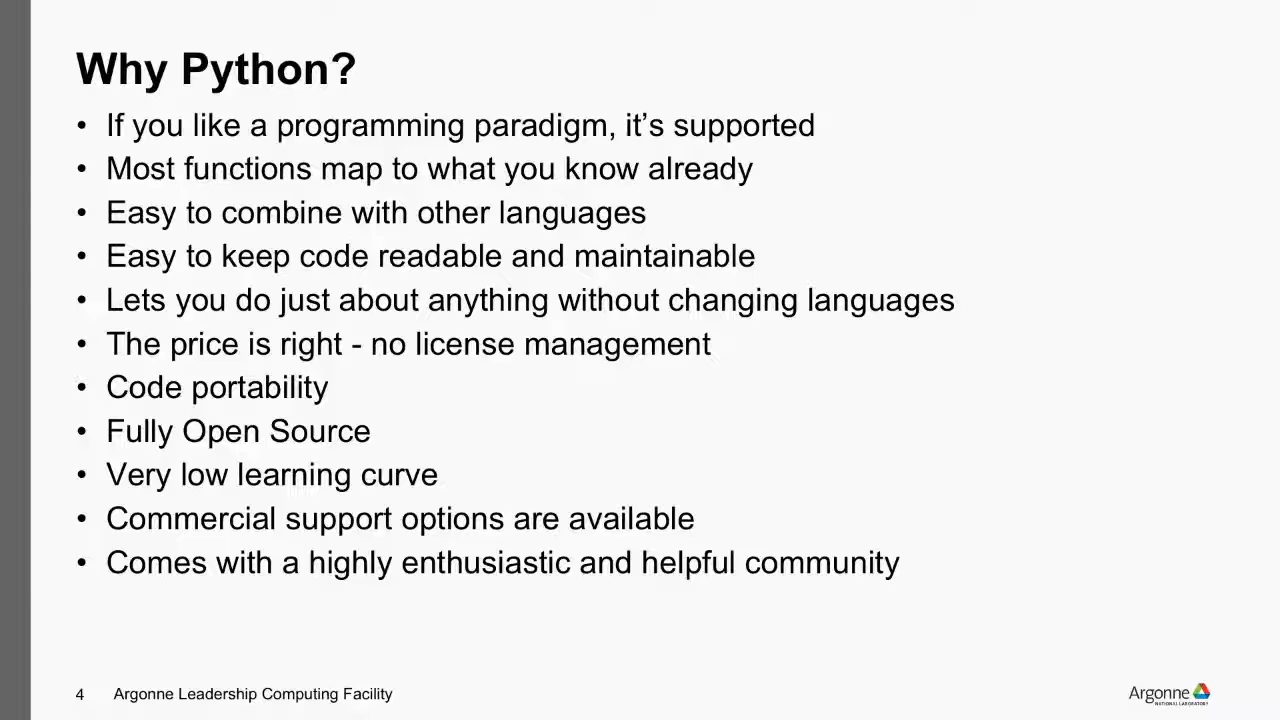 Why Python?
• If you like a programming paradigm, it’s supported
• Most functions map to what you know already
• Easy to combine with other languages
• Easy to keep code readable and maintainable
• Lets you do just about anything without changing languages
• The price is right - no license management
• Code portability
• Fully Open Source
• Very low learning curve
• Commercial support options are available
• Comes with a highly enthusiastic and helpful community
4 Argonne Leadership Computing Facility
Argonne
NATIONAL LABORATORY